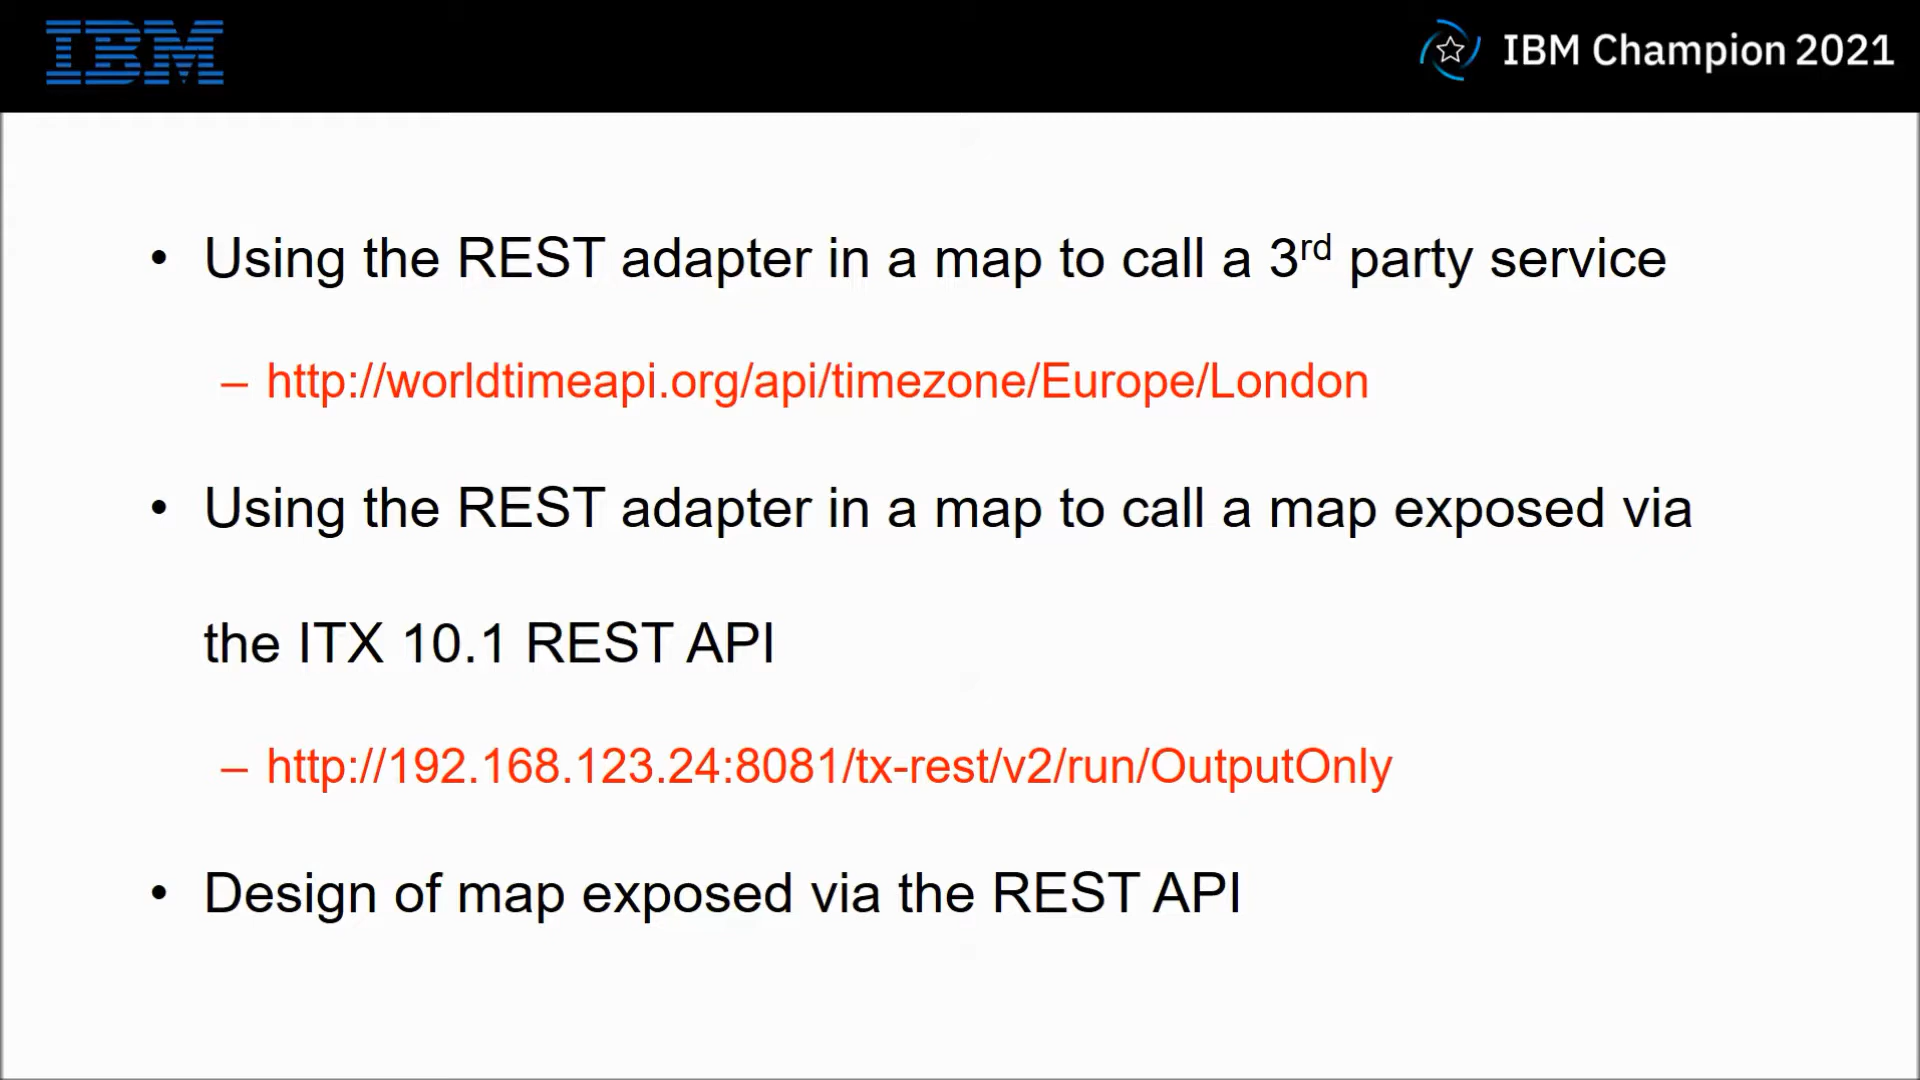 IBM
IBM Champion 2021
• Using the REST adapter in a map to call a 3rd party service
– http://worldtimeapi.org/api/timezone/Europe/London
• Using the REST adapter in a map to call a map exposed via
the ITX 10.1 REST API
– http://192.168.123.24:8081/tx-rest/v2/run/OutputOnly
• Design of map exposed via the REST API